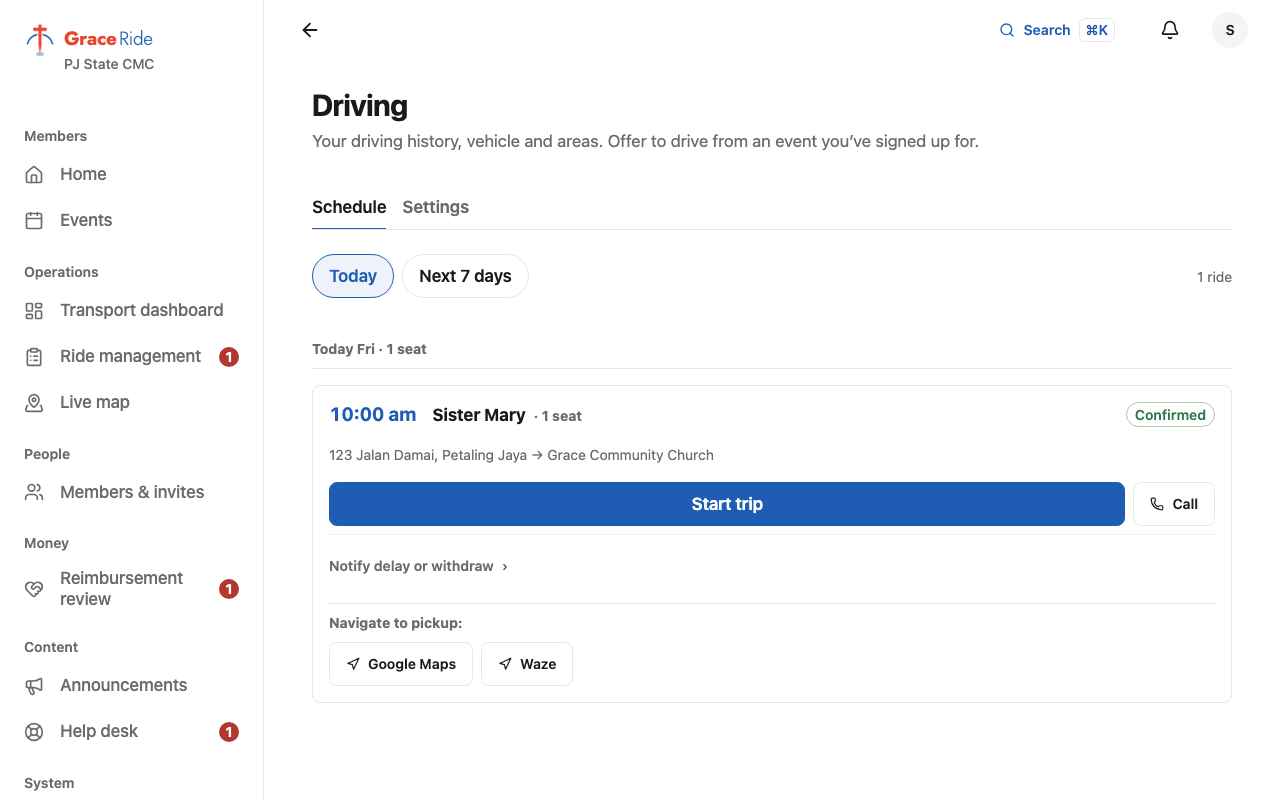 Grace Ride
PJ State CMC
Search ⌘K
S
Members
Home
Events
Operations
Transport dashboard
Ride management 1
Live map
People
Members & invites
Money
Reimbursement
review 1
Content
Announcements
Help desk 1
System
Driving
Your driving history, vehicle and areas. Offer to drive from an event you’ve signed up for.
Schedule Settings
Today Next 7 days 1 ride
Today Fri · 1 seat
10:00 am Sister Mary · 1 seat Confirmed
123 Jalan Damai, Petaling Jaya → Grace Community Church
Start trip Call
Notify delay or withdraw ›
Navigate to pickup:
Google Maps Waze